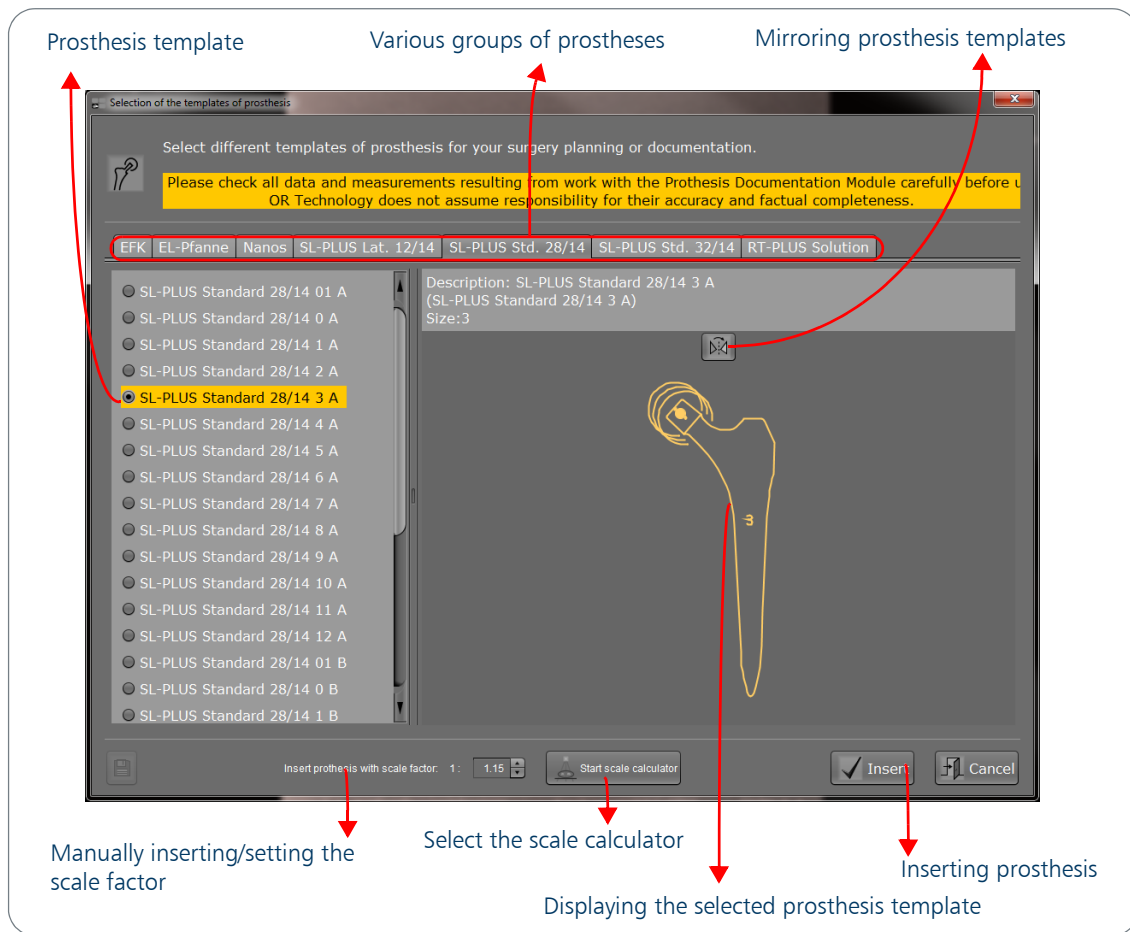 Prosthesis template
Various groups of prostheses
Mirroring prosthesis templates
Selection of the templates of prosthesis
x
Select different templates of prosthesis for your surgery planning or documentation.
Please check all data and measurements resulting from work with the Prothesis Documentation Module carefully before u
OR Technology does not assume responsibility for their accuracy and factual completeness.
EFK EL-Pfanne Nanos SL-PLUS Lat. 12/14 SL-PLUS Std. 28/14 SL-PLUS Std. 32/14 RT-PLUS Solution
SL-PLUS Standard 28/14 01 A
SL-PLUS Standard 28/14 0 A
SL-PLUS Standard 28/14 1 A
SL-PLUS Standard 28/14 2 A
SL-PLUS Standard 28/14 3 A
SL-PLUS Standard 28/14 4 A
SL-PLUS Standard 28/14 5 A
SL-PLUS Standard 28/14 6 A
SL-PLUS Standard 28/14 7 A
SL-PLUS Standard 28/14 8 A
SL-PLUS Standard 28/14 9 A
SL-PLUS Standard 28/14 10 A
SL-PLUS Standard 28/14 11 A
SL-PLUS Standard 28/14 12 A
SL-PLUS Standard 28/14 01 B
SL-PLUS Standard 28/14 0 B
SL-PLUS Standard 28/14 1 B
Description: SL-PLUS Standard 28/14 3 A
(SL-PLUS Standard 28/14 3 A)
Size:3
3
Insert prothesis with scale factor: 1 : 1.15
Start scale calculator
Insert
Cancel
Manually inserting/setting the
scale factor
Select the scale calculator
Inserting prosthesis
Displaying the selected prosthesis template